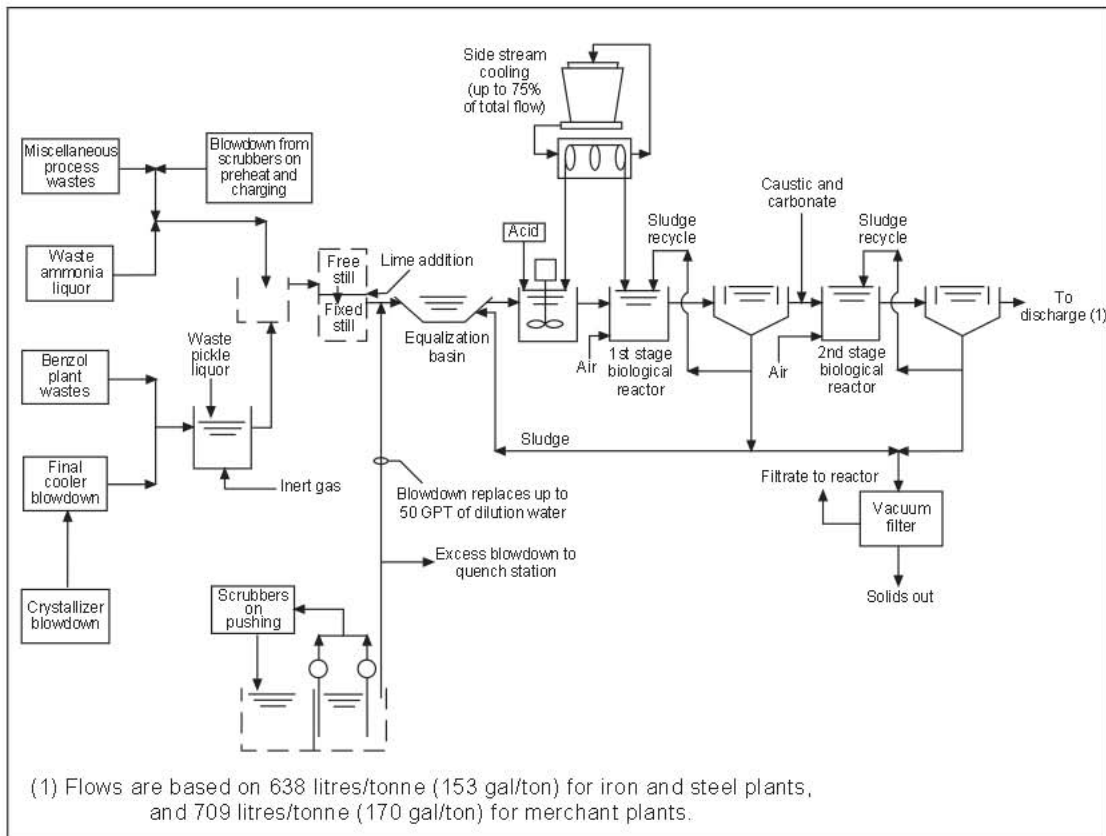 Side stream
cooling
(up to 75%
of total flow)
Miscellaneous
process
wastes
Blowdown from
scrubbers on
preheat and
charging
Waste
ammonia
liquor
Caustic and
carbonate
Sludge
recycle
Sludge
recycle
Acid
Free
still
Lime addition
Fixed
still
Equalization
basin
To
discharge (1)
Air
1st stage
biological
reactor
Air
2nd stage
biological
reactor
Waste
pickle
liquor
Benzol
plant
wastes
Final
cooler
blowdown
Inert gas
Sludge
Blowdown replaces up to
50 GPT of dilution water
Filtrate to reactor
Vacuum
filter
Excess blowdown to
quench station
Solids out
Crystallizer
blowdown
Scrubbers
on
pushing
(1) Flows are based on 638 litres/tonne (153 gal/ton) for iron and steel plants,
and 709 litres/tonne (170 gal/ton) for merchant plants.